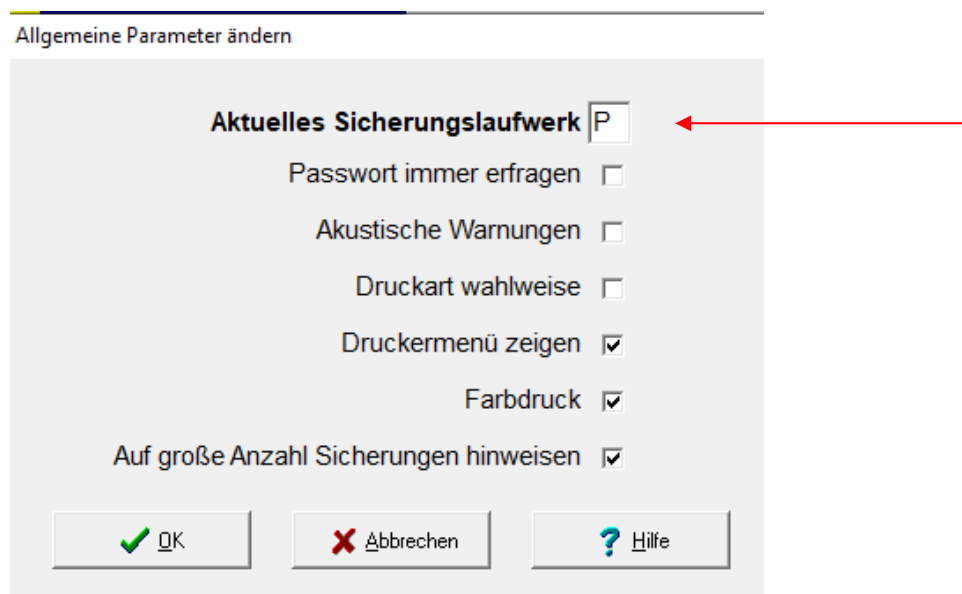 Allgemeine Parameter ändern
Aktuelles Sicherungslaufwerk P
Passwort immer erfragen
Akustische Warnungen
Druckart wahlweise
Druckermenü zeigen
Farbdruck
Auf große Anzahl Sicherungen hinweisen
OK Abbrechen Hilfe